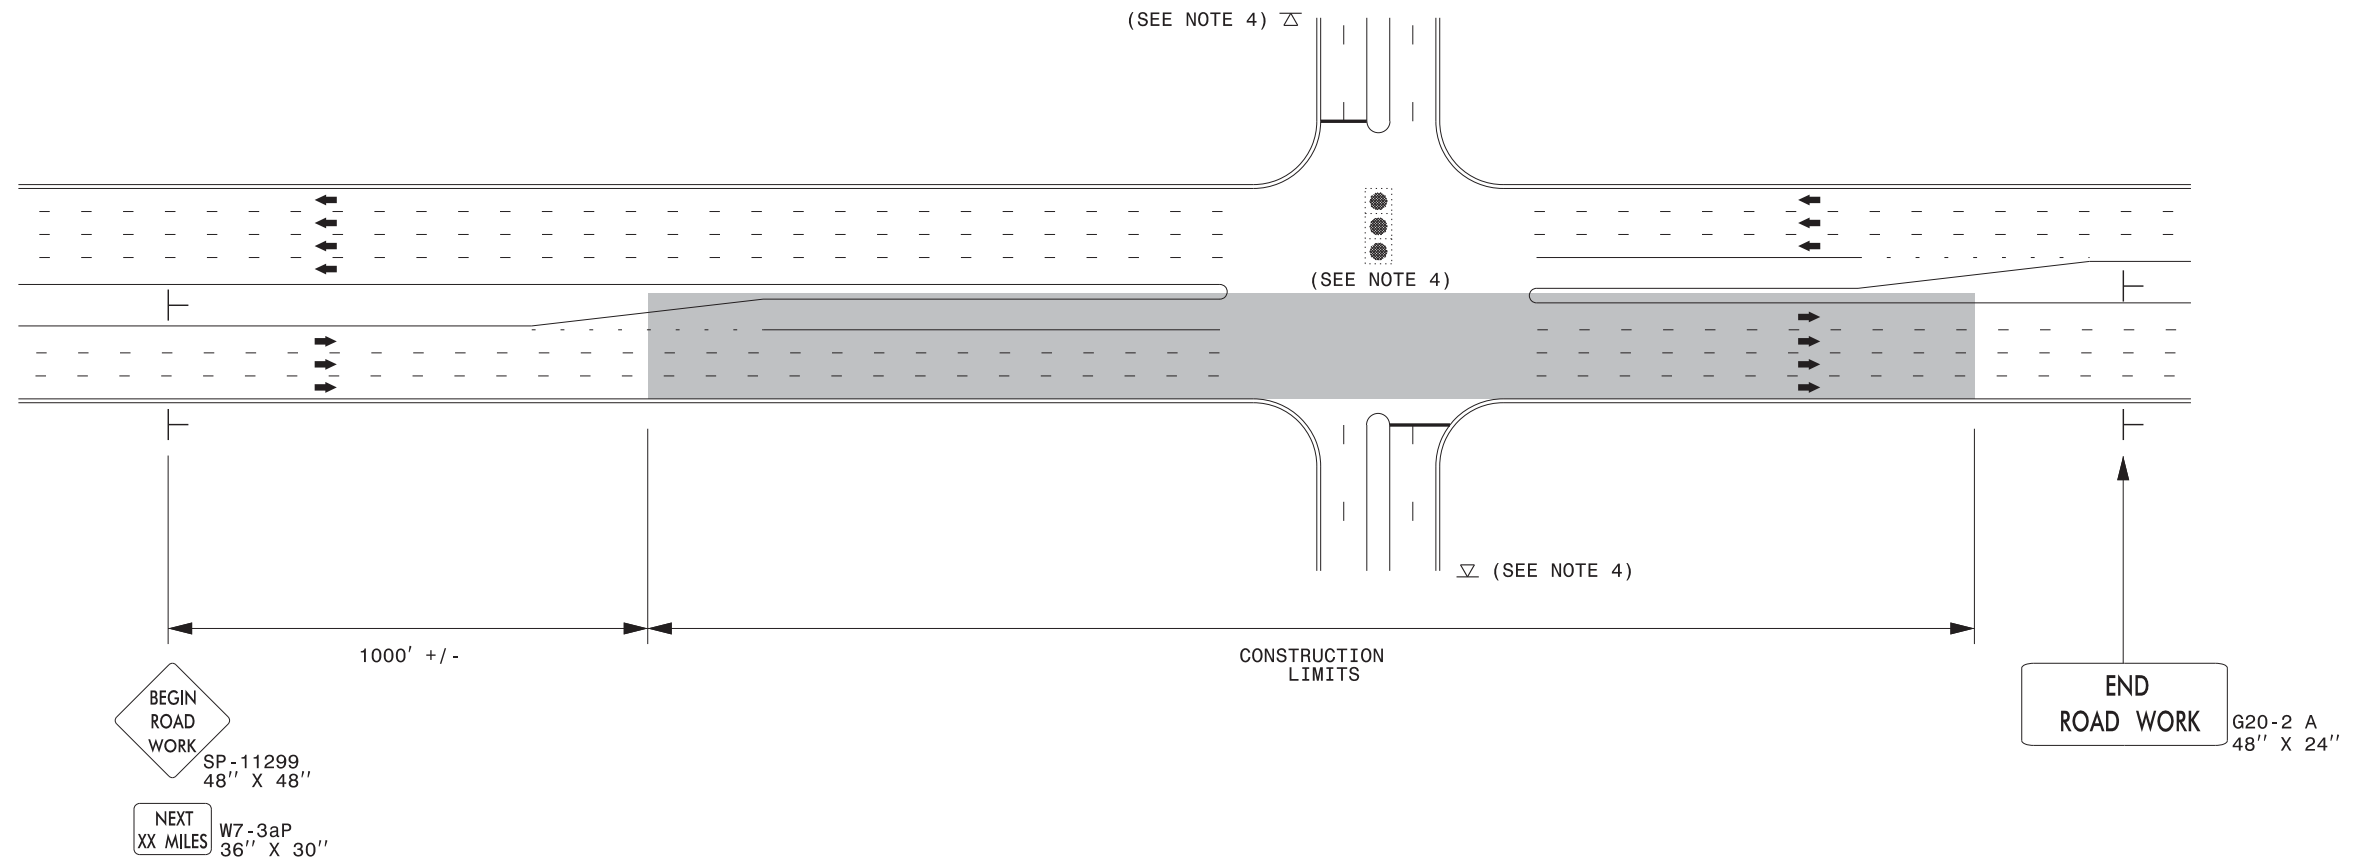 (SEE NOTE 4)
(SEE NOTE 4)
(SEE NOTE 4)
1000' +/-
CONSTRUCTION
LIMITS
BEGIN
ROAD
WORK
SP-11299
48'' X 48''
NEXT
XX MILES
W7-3aP
36'' X 30''
END
ROAD WORK
G20-2 A
48'' X 24''